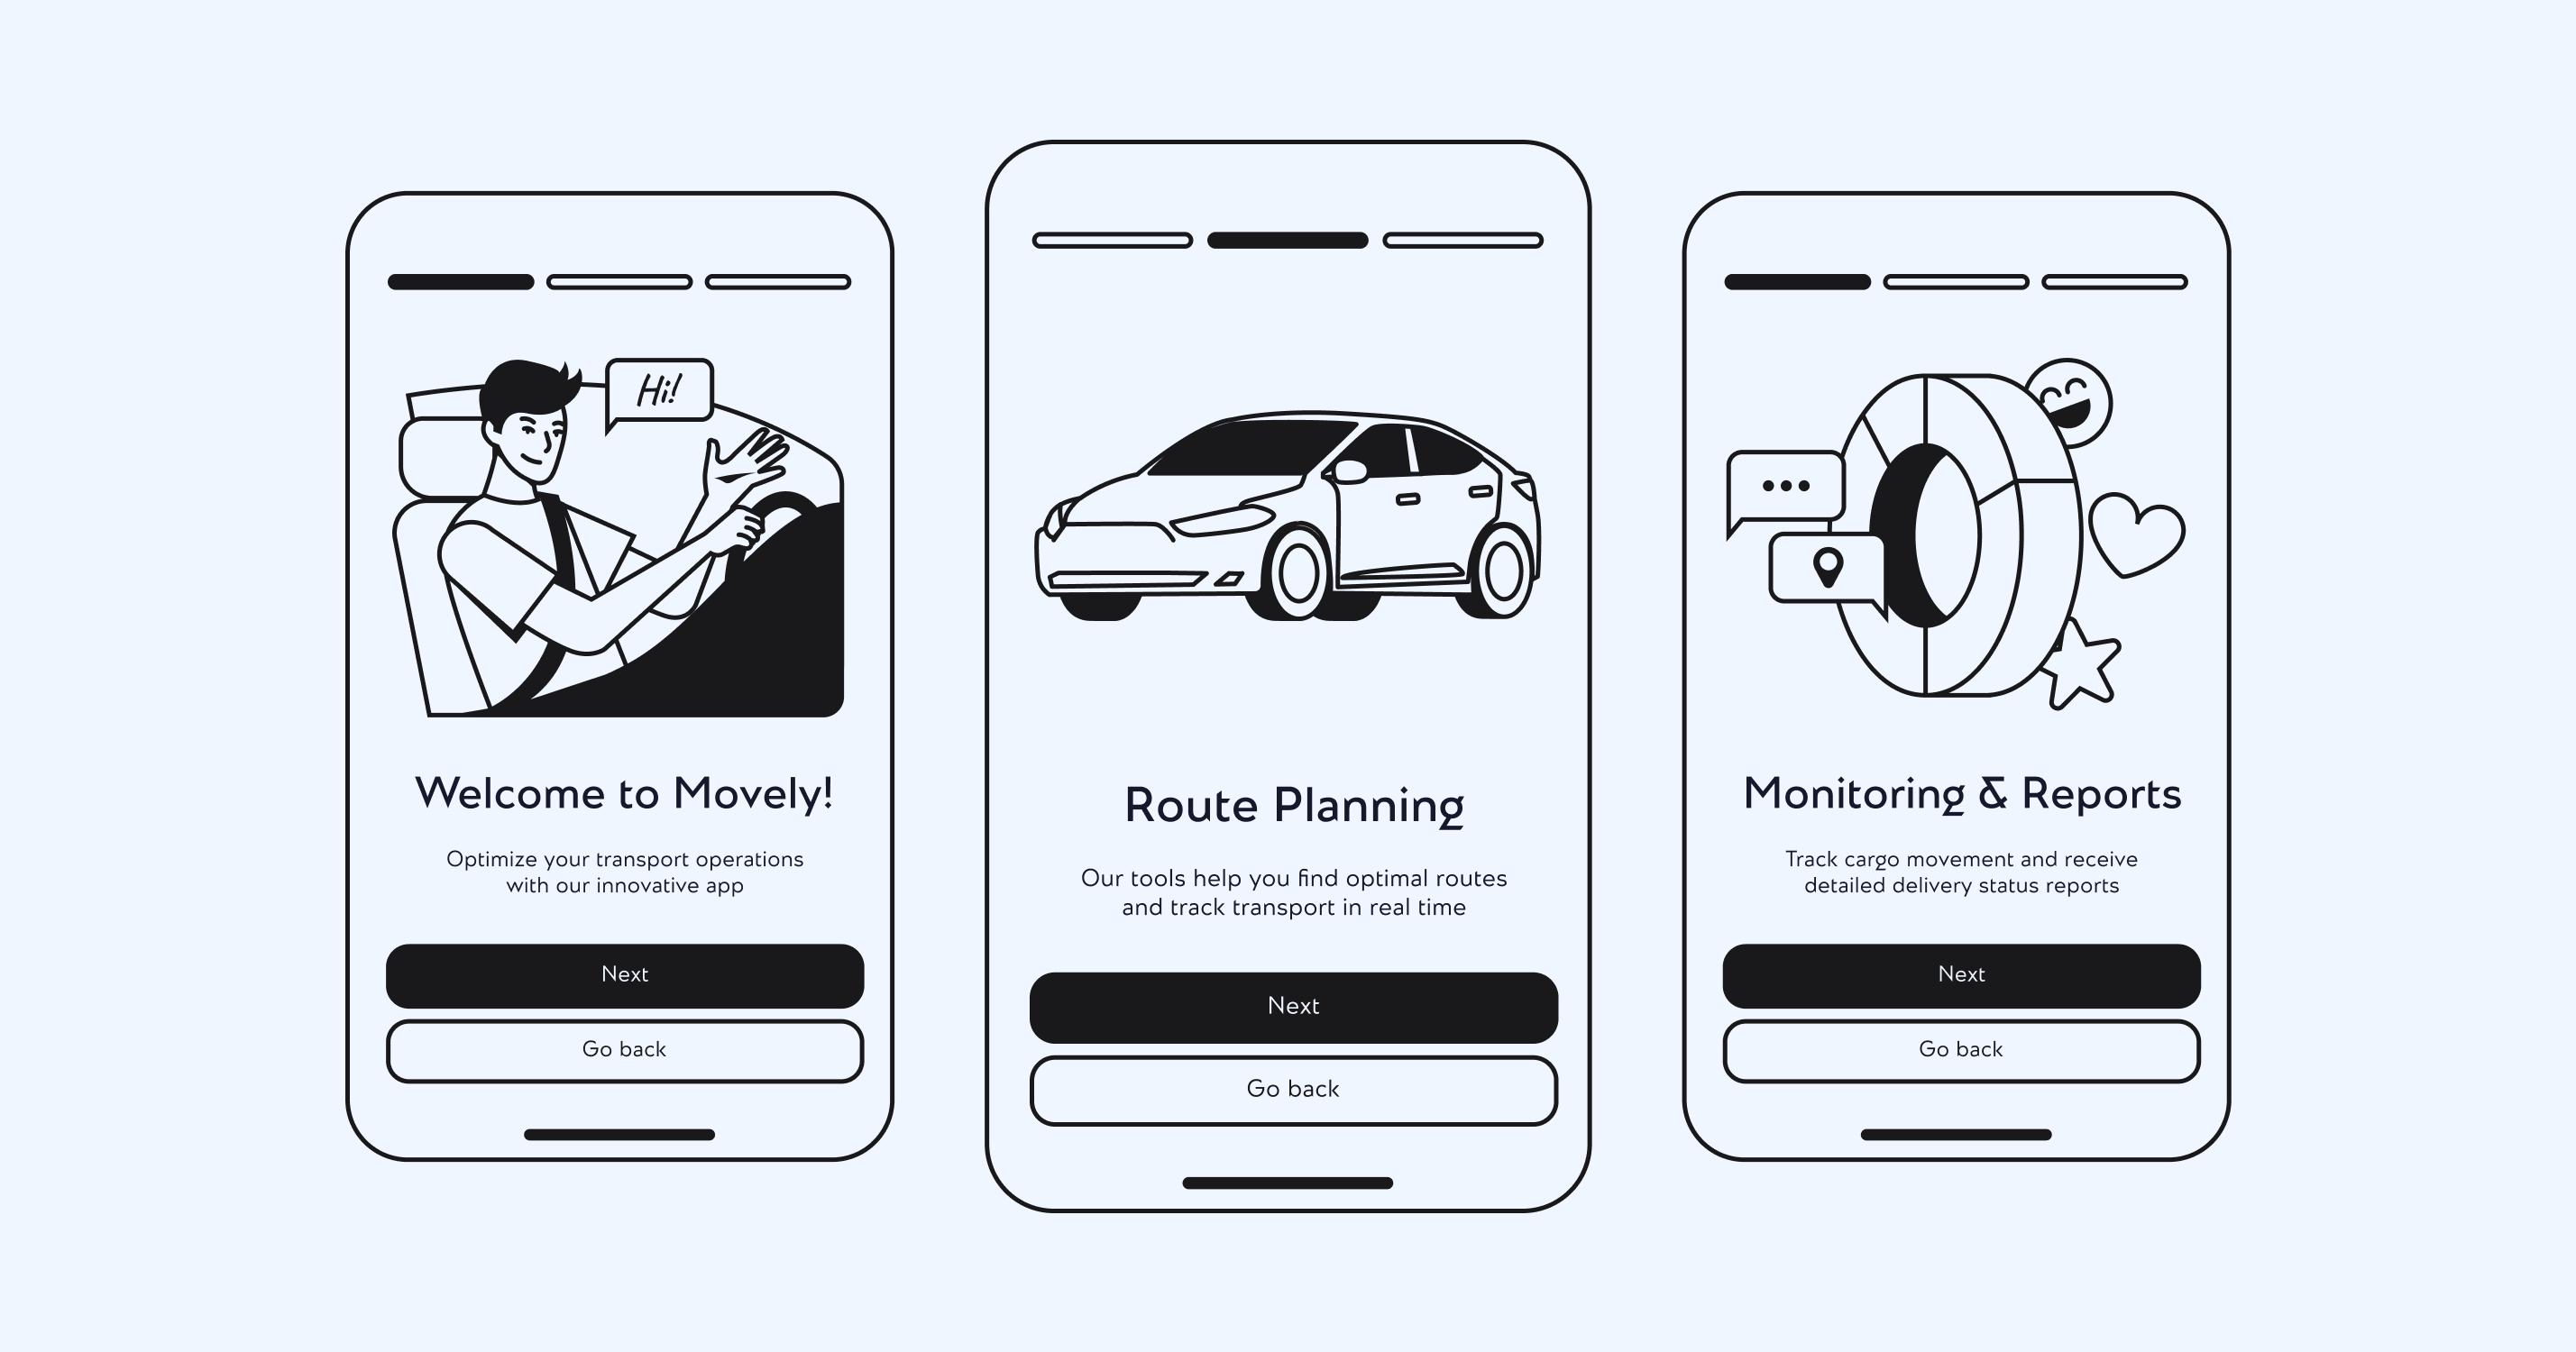 Hi!
Welcome to Movely!
Optimize your transport operations
with our innovative app
Next
Go back
Route Planning
Our tools help you find optimal routes
and track transport in real time
Next
Go back
Monitoring & Reports
Track cargo movement and receive
detailed delivery status reports
Next
Go back